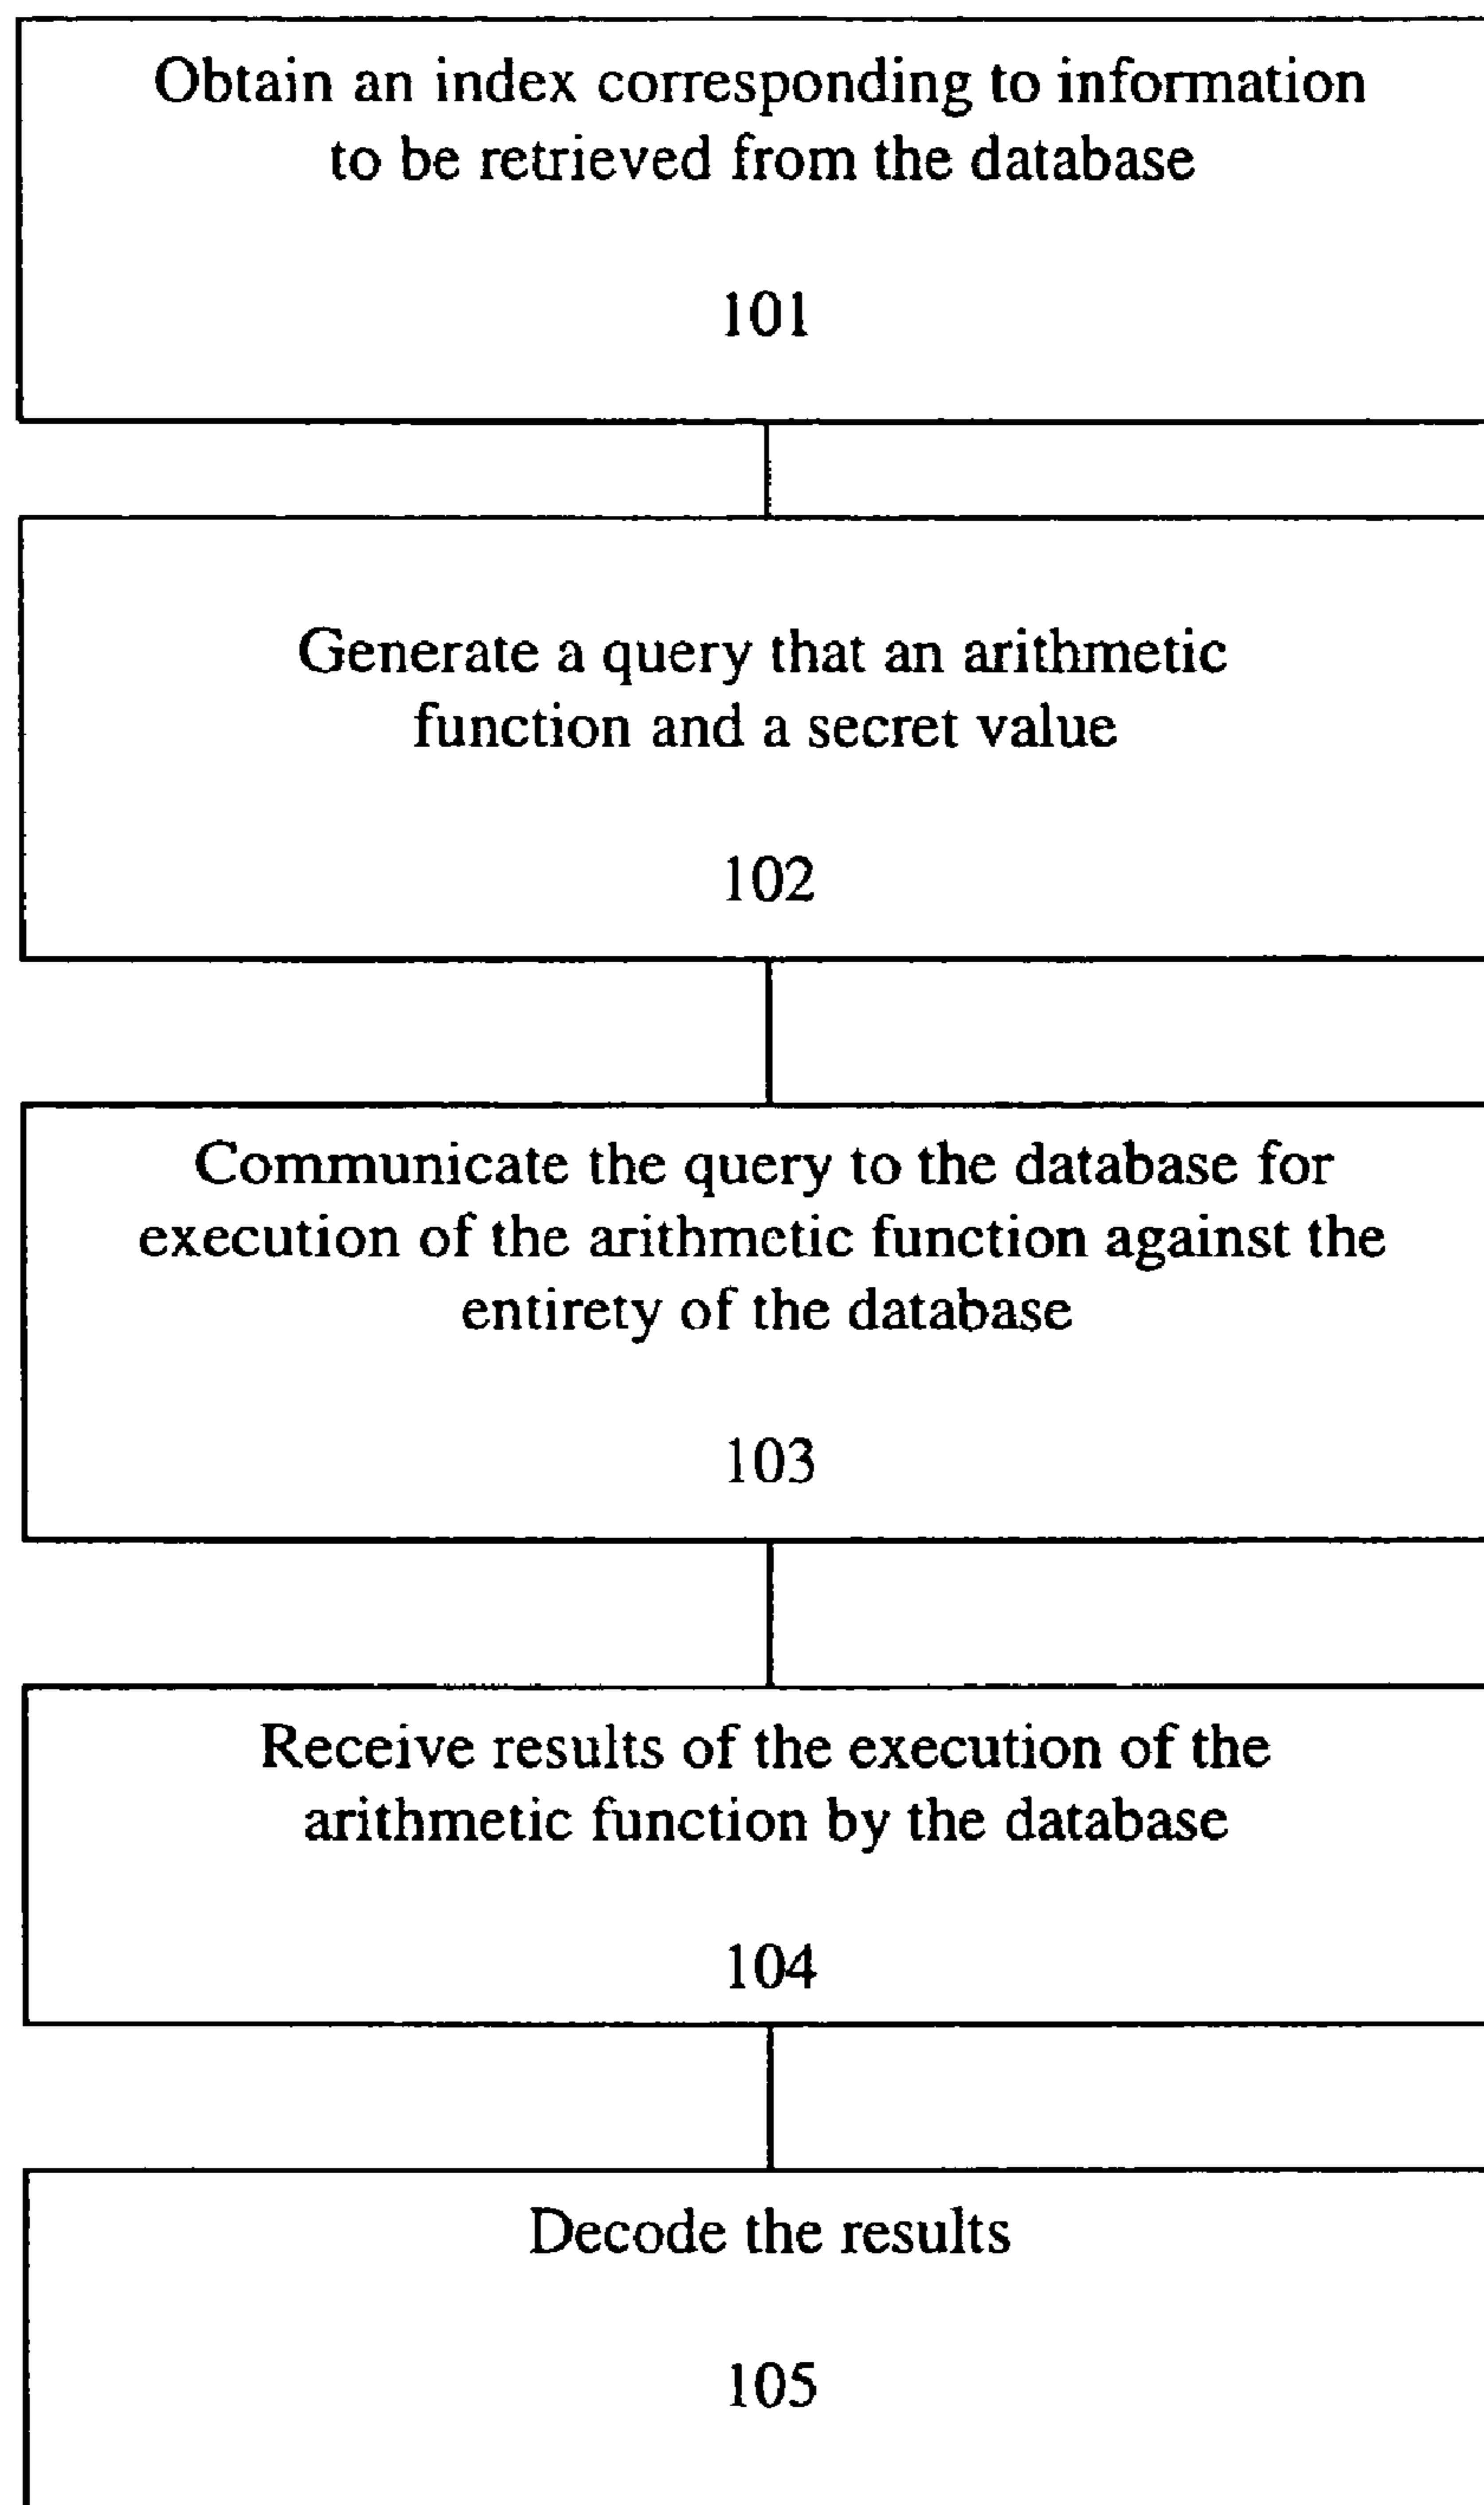 Obtain an index corresponding to information
to be retrieved from the database
101
Generate a query that an arithmetic
function and a secret value
102
Communicate the query to the database for
execution of the arithmetic function against the
entirety of the database
103
Receive results of the execution of the
arithmetic function by the database
104
Decode the results
105